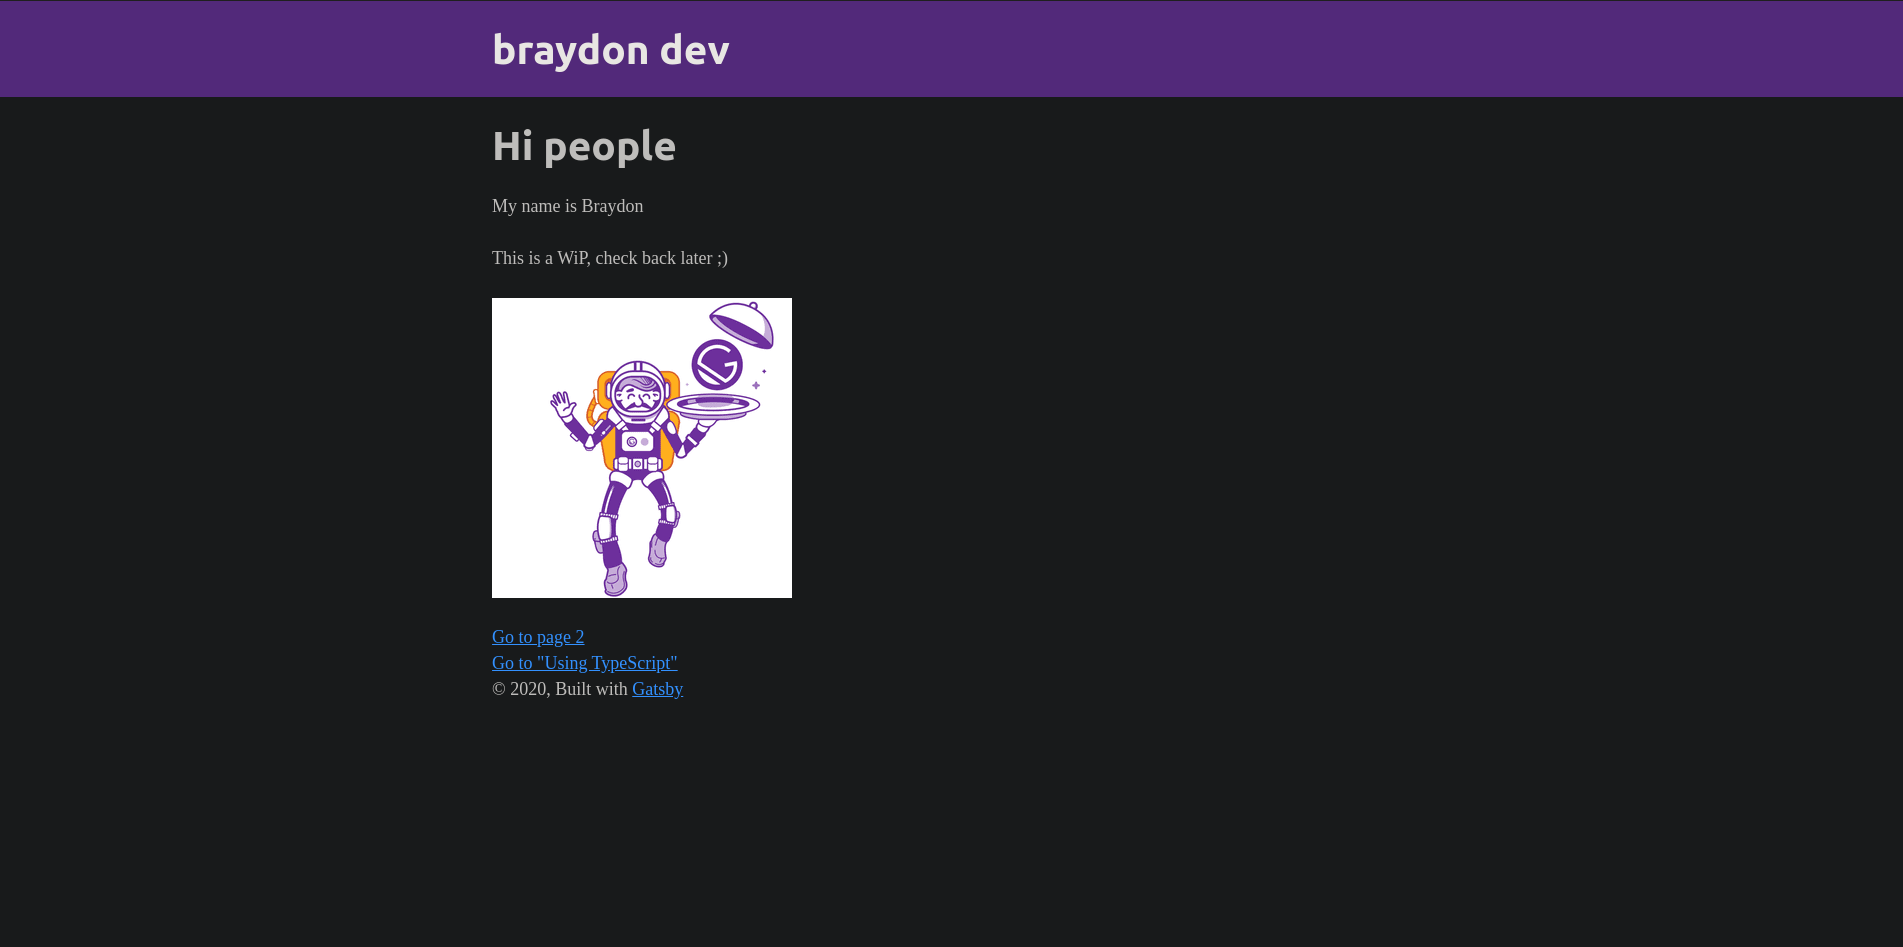 braydon dev
Hi people
My name is Braydon
This is a WiP, check back later ;)
Go to page 2
Go to "Using TypeScript"
© 2020, Built with Gatsby